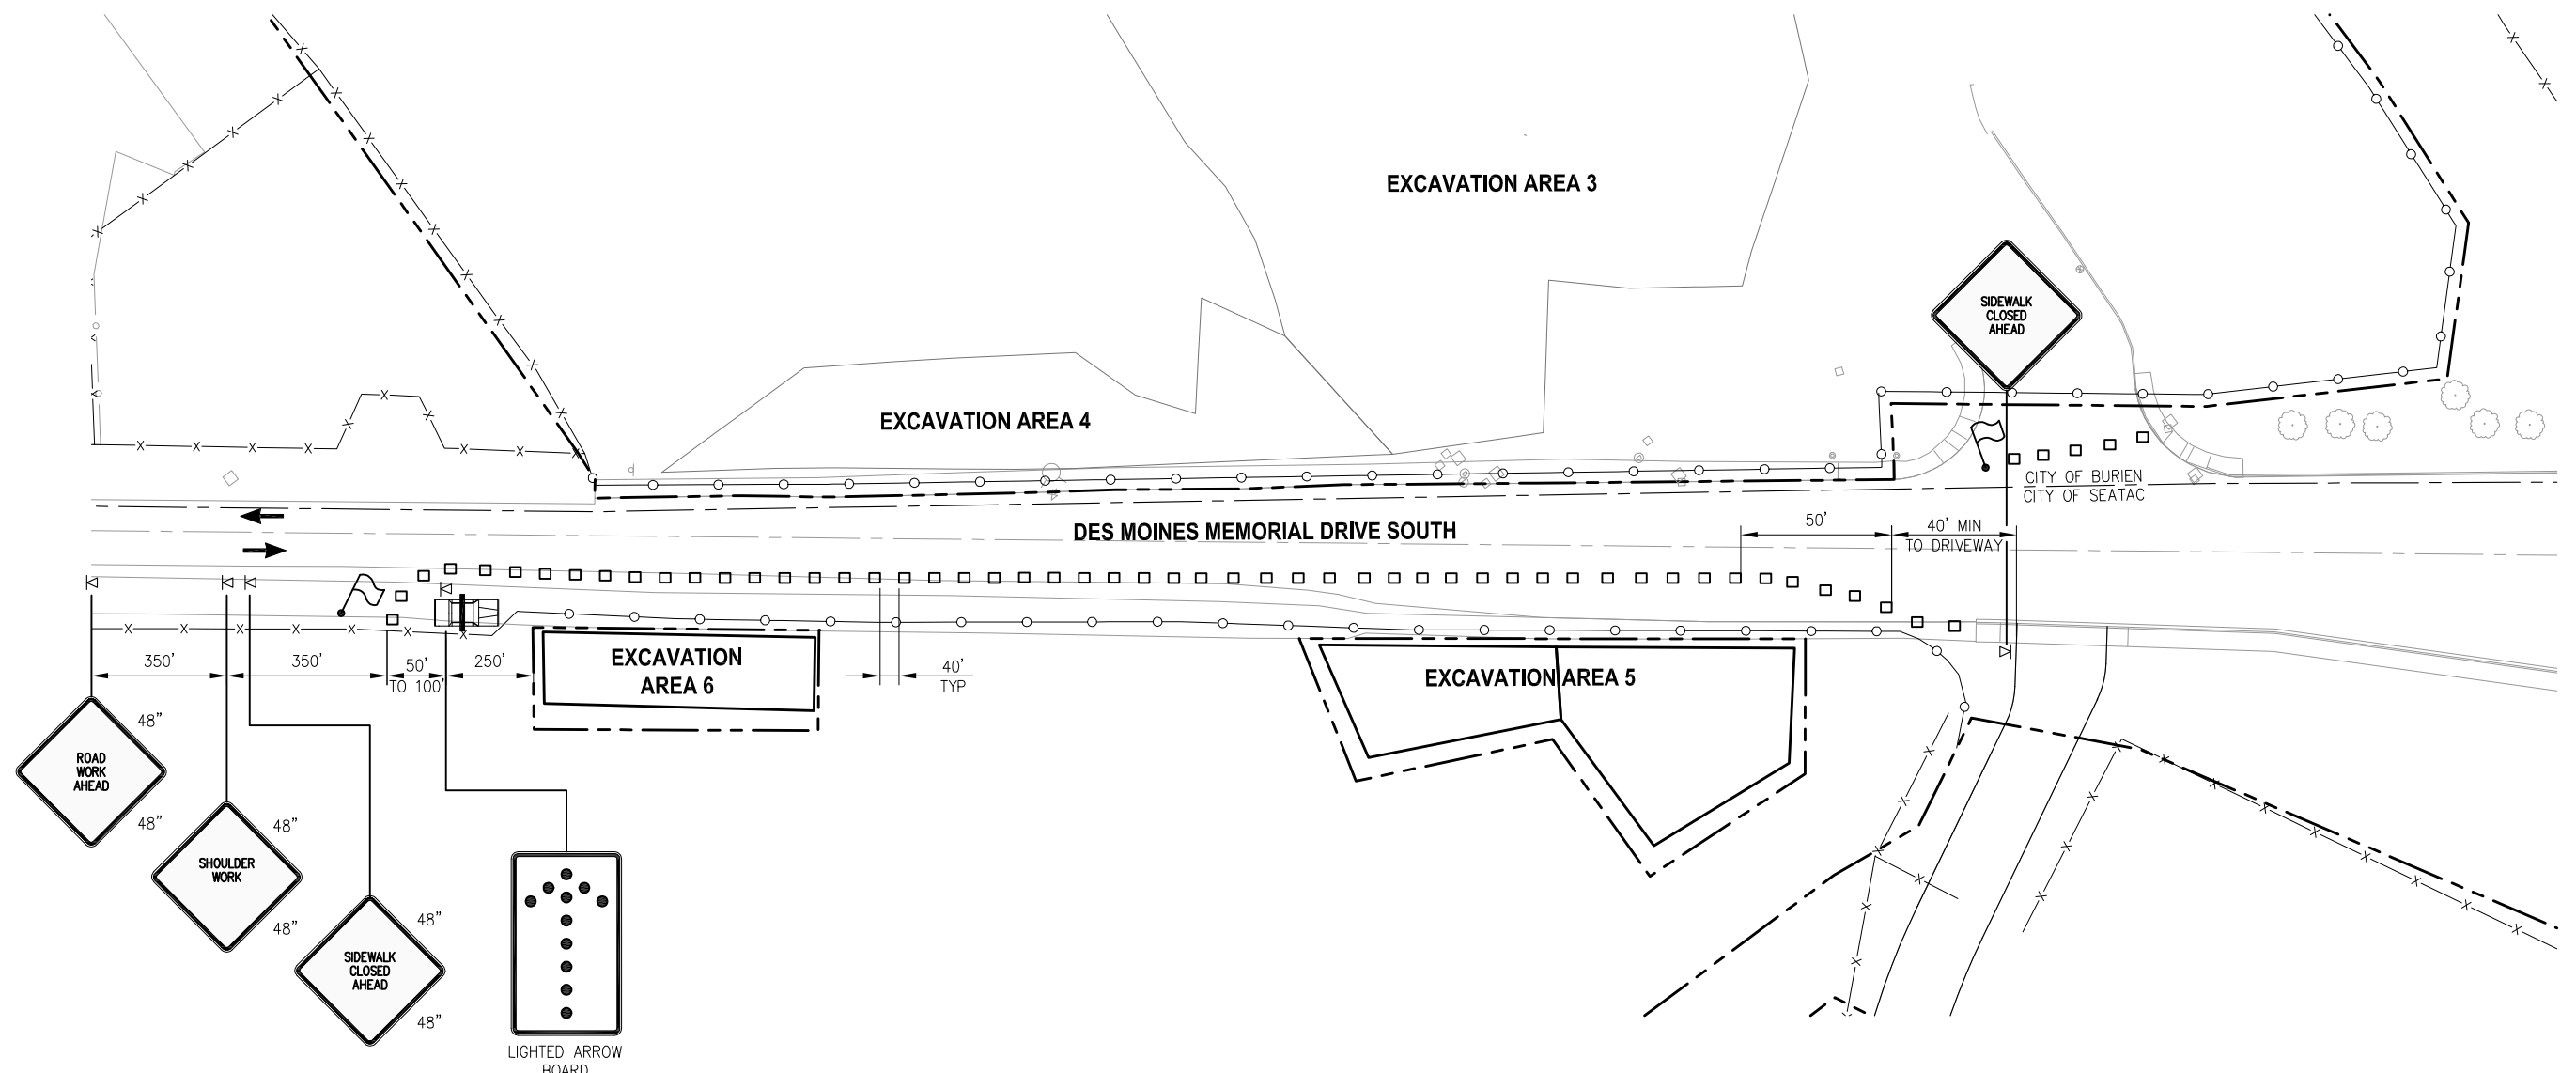 EXCAVATION AREA 3
SIDEWALK
CLOSED
AHEAD
EXCAVATION AREA 4
CITY OF BURIEN
CITY OF SEATAC
DES MOINES MEMORIAL DRIVE SOUTH
50'
40' MIN
TO DRIVEWAY
350'
350'
50'
TO 100'
250'
EXCAVATION
AREA 6
40'
TYP
EXCAVATION AREA 5
48"
ROAD
WORK
AHEAD
48"
48"
SHOULDER
WORK
48"
48"
SIDEWALK
CLOSED
AHEAD
48"
LIGHTED ARROW
BOARD